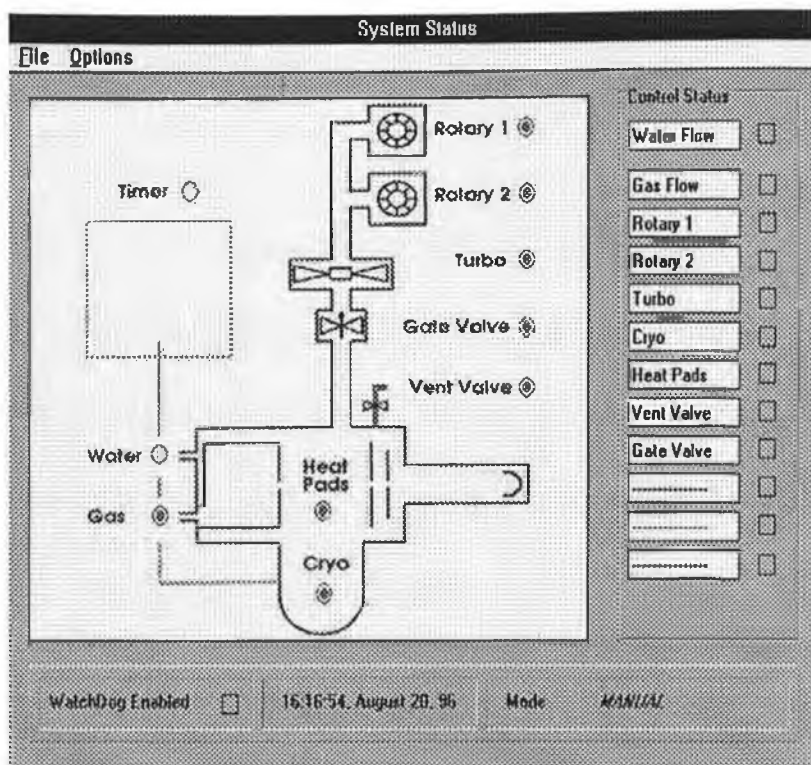 System Status
File Options
Rotary 1
Rotary 2
Timer
Turbo
Gate Valve
Vent Valve
Water
Heat
Pads
Gas
Cryo
Control Status
Water Flow
Gas Flow
Rotary 1
Rotary 2
Turbo
Cryo
Heat Pads
Vent Valve
Gate Valve
WatchDog Enabled
16:16:54, August 20, 96
Mode
MANUAL